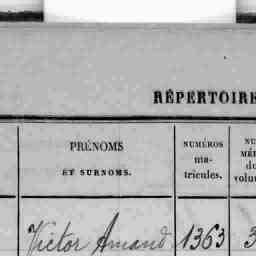 RÉPERTOIRE
PRÉNOMS
ET SURNOMS.
NUMÉROS
ma-
tricules.
Victor Amand 1363